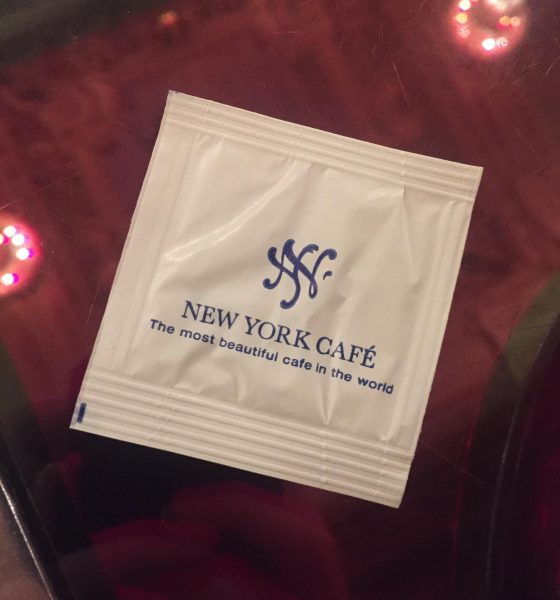 NEW YORK CAFÉ
The most beautiful cafe in the world